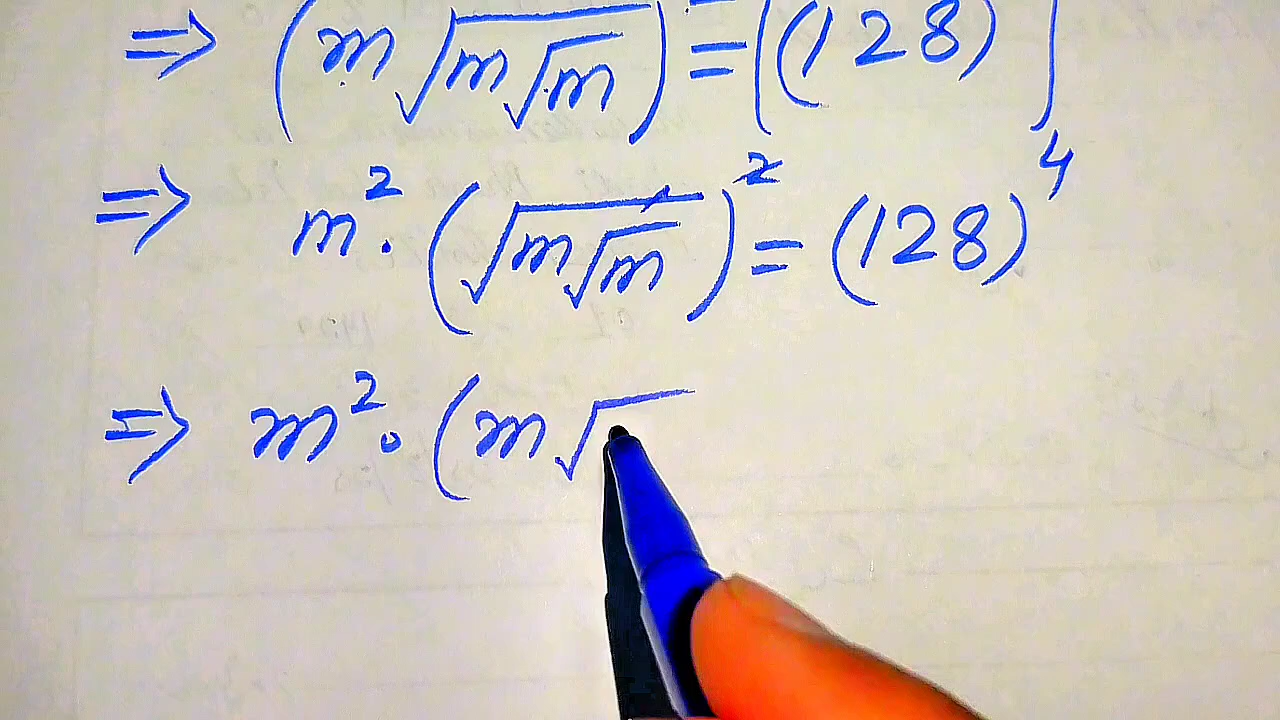 ⇒ (m√(m√m)) = [(128)]
⇒ m². (√(m√m))² = (128)⁴
⇒ m². (m√